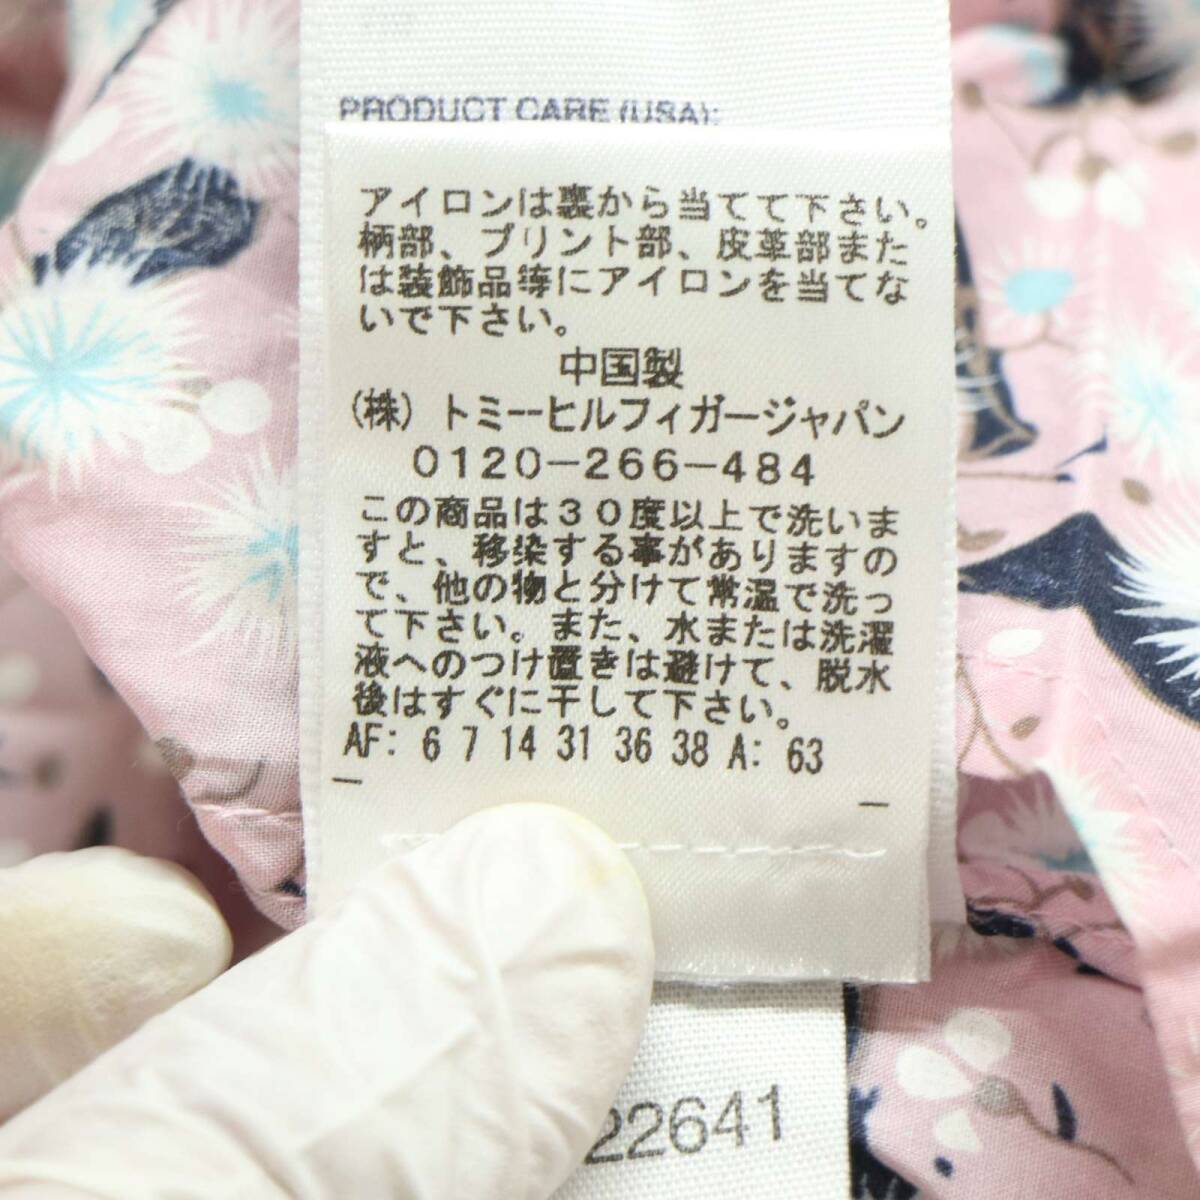 PRODUCT CARE (USA):
アイロンは裏から当てて下さい。
柄部、プリント部、皮革部また
は装飾品等にアイロンを当てな
いで下さい。
中国製
(株) トミーヒルフィガージャパン
0120-266-484
この商品は30度以上で洗いま
すと、移染する事がありますの
で、他の物と分けて常温で洗っ
て下さい。また、水または洗濯
液へのつけ置きは避けて、脱水
後はすぐに干して下さい。
AF: 6 7 14 31 36 38 A: 63
22641